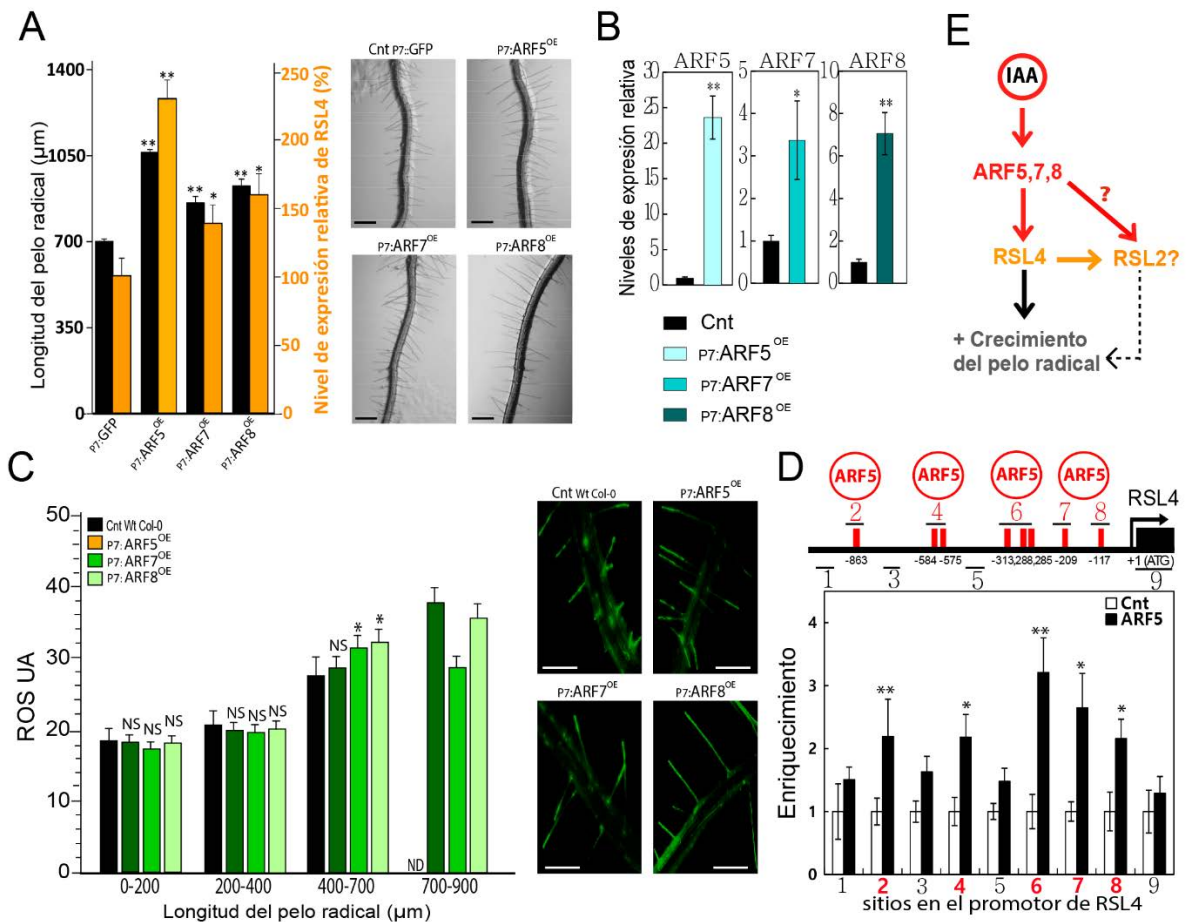 A
Longitud del pelo radical (µm)
1400
1050
700
350
0
** **
** *
** *
250
200
150
100
50
0
Nivel de expresión relativa de RSL4 (%)
P7:GFP
P7:ARF5OE
P7:ARF7OE
P7:ARF8OE
Cnt P7::GFP
P7:ARF5OE
P7:ARF7OE
P7:ARF8OE
B
Niveles de expresión relativa
ARF5
30
25
20
15
10
5
0
**
ARF7
5
4
3
2
1
0
*
ARF8
10
8
6
4
2
0
**
Cnt
P7:ARF5OE
P7:ARF7OE
P7:ARF8OE
E
IAA
ARF5,7,8
?
RSL4
RSL2?
+ Crecimiento
del pelo radical
C
ROS UA
50
40
30
20
10
0
Cnt Wt Col-0
P7:ARF5OE
P7:ARF7OE
P7:ARF8OE
NS NS NS
NS NS NS
NS * *
ND
0-200 200-400 400-700 700-900
Longitud del pelo radical (µm)
Cnt Wt Col-0
P7:ARF5OE
P7:ARF7OE
P7:ARF8OE
D
ARF5 ARF5 ARF5 ARF5
RSL4
2 4 6 7 8
-863 -584 -575 -313,288,285 -209 -117 +1 (ATG)
1 3 5 9
Cnt
ARF5
Enriquecimiento
4
3
2
1
0
** * ** * *
1 2 3 4 5 6 7 8 9
sitios en el promotor de RSL4